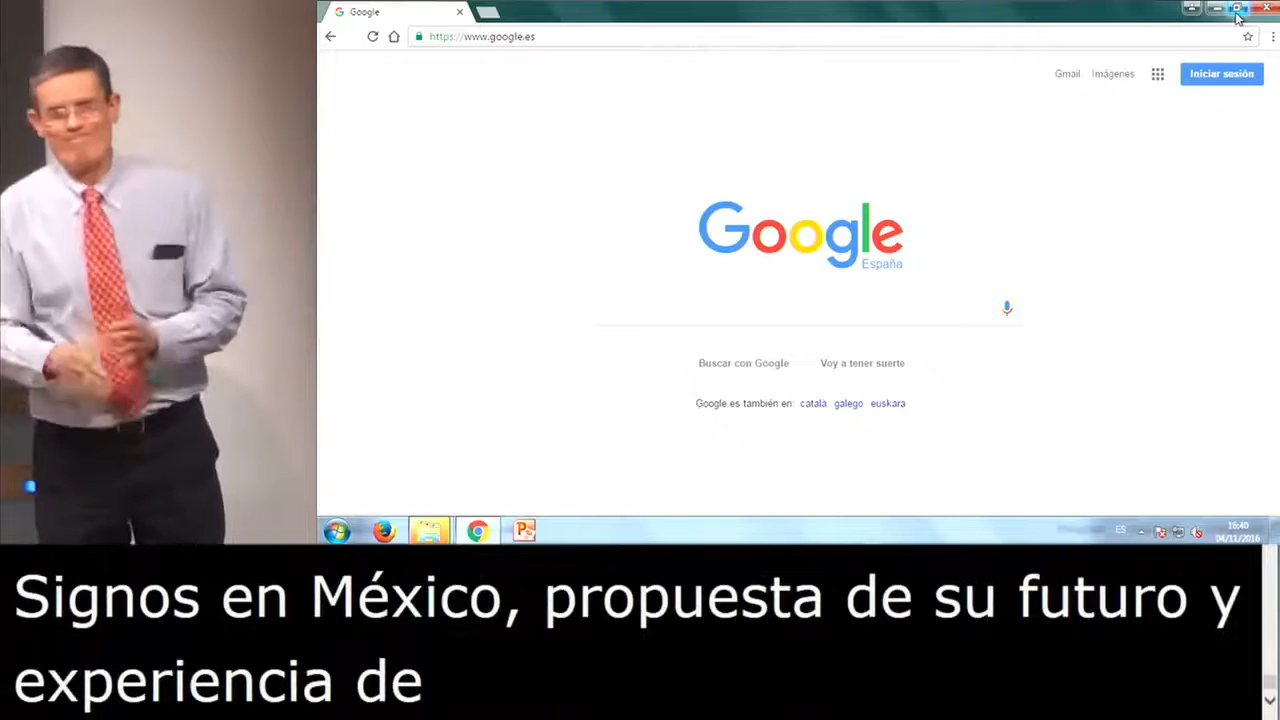 Google
https://www.google.es
Gmail Imágenes
Iniciar sesión
Google
España
Buscar con Google Voy a tener suerte
Google.es también en: català galego euskara
ES
16:40
04/11/2016
Signos en México, propuesta de su futuro y
experiencia de